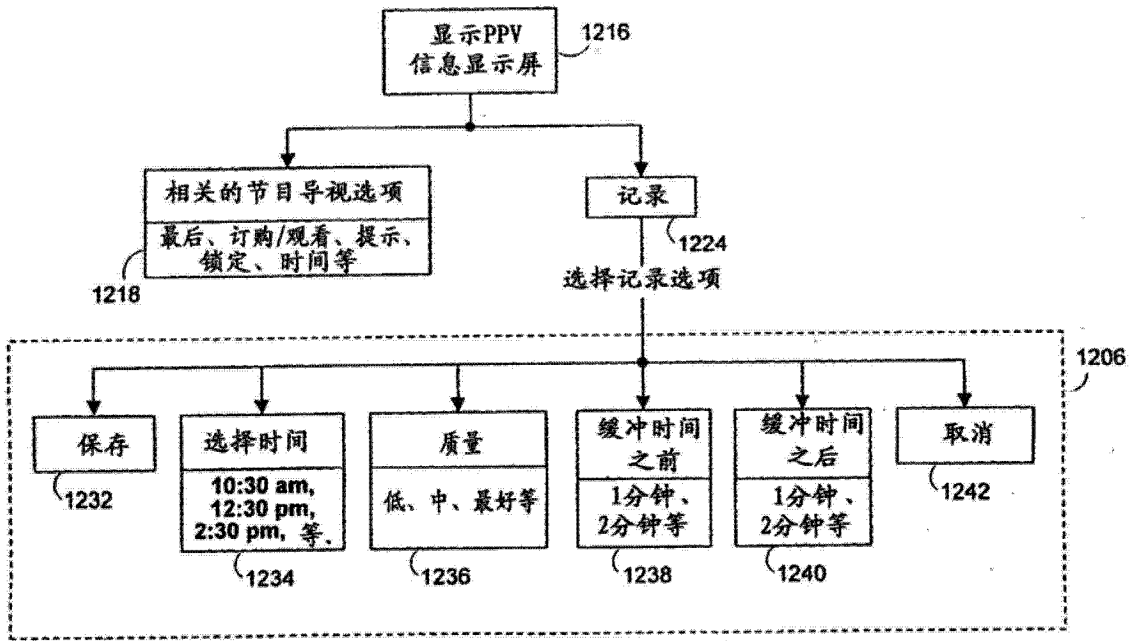 显示PPV
信息显示屏
1216
相关的节目导视选项
最后、订购/观看、提示、
锁定、时间等
1218
记录
1224
选择记录选项
1206
保存
1232
选择时间
10:30 am,
12:30 pm,
2:30 pm, 等.
1234
质量
低、中、最好等
1236
缓冲时间
之前
1分钟、
2分钟等
1238
缓冲时间
之后
1分钟、
2分钟等
1240
取消
1242